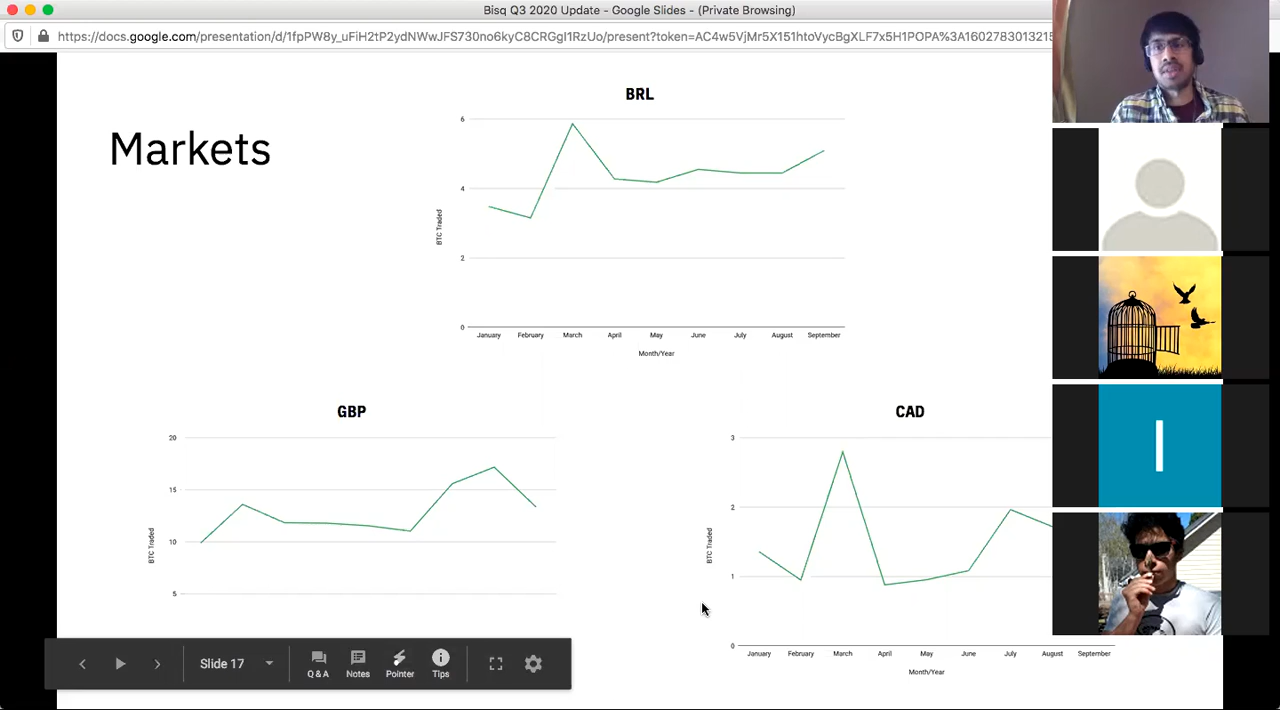 Bisq Q3 2020 Update - Google Slides - (Private Browsing)
https://docs.google.com/presentation/d/1fpPW8y_uFiH2tP2ydNWwJFS730no6kyC8CRGgI1RzUo/present?token=AC4w5VjMr5X151htoVycBgXLF7x5H1POPA%3A1602783013215
Markets
BRL
6
4
2
0
BTC Traded
January February March April May June July August September
Month/Year
GBP
20
15
10
5
BTC Traded
CAD
3
2
1
0
BTC Traded
January February March April May June July August September
Month/Year
I
Slide 17
Q & A Notes Pointer Tips